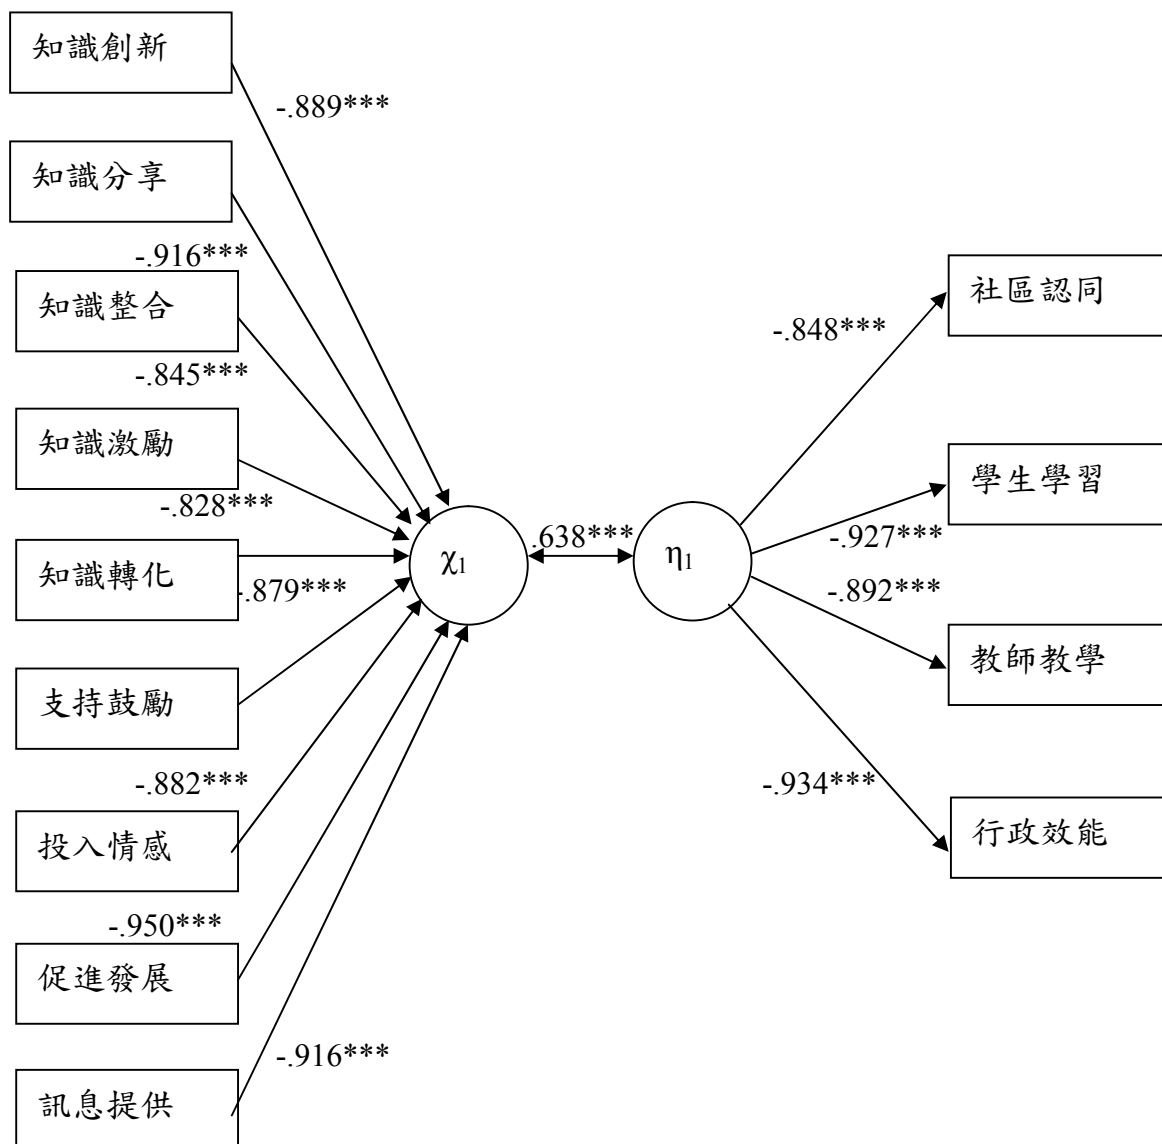 知識創新
-.889***
知識分享
-.916***
知識整合
-.845***
知識激勵
-.828***
知識轉化
-.879***
支持鼓勵
-.882***
投入情感
-.950***
促進發展
-.916***
訊息提供
χ1
.638***
η1
-.848***
社區認同
-.927***
學生學習
-.892***
教師教學
-.934***
行政效能